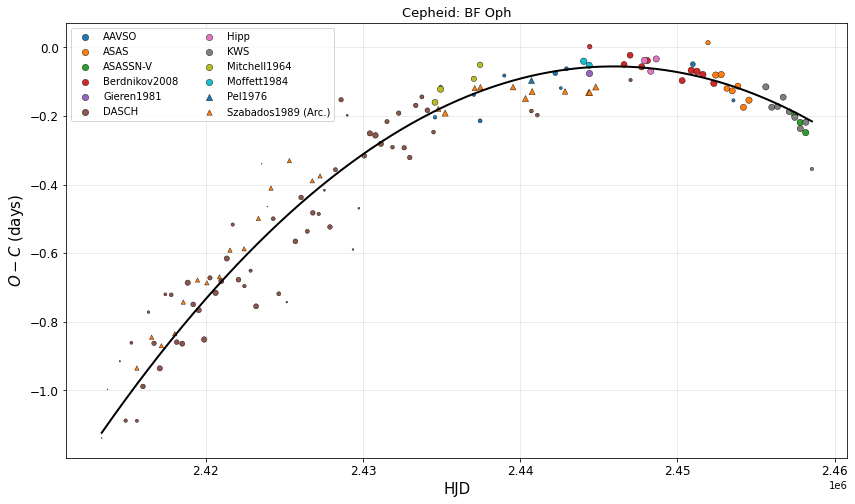 Cepheid: BF Oph
AAVSO
ASAS
ASASSN-V
Berdnikov2008
Gieren1981
DASCH
Hipp
KWS
Mitchell1964
Moffett1984
Pel1976
Szabados1989 (Arc.)
0.0
−0.2
−0.4
−0.6
−0.8
−1.0
O − C (days)
2.42
2.43
2.44
2.45
2.46
1e6
HJD